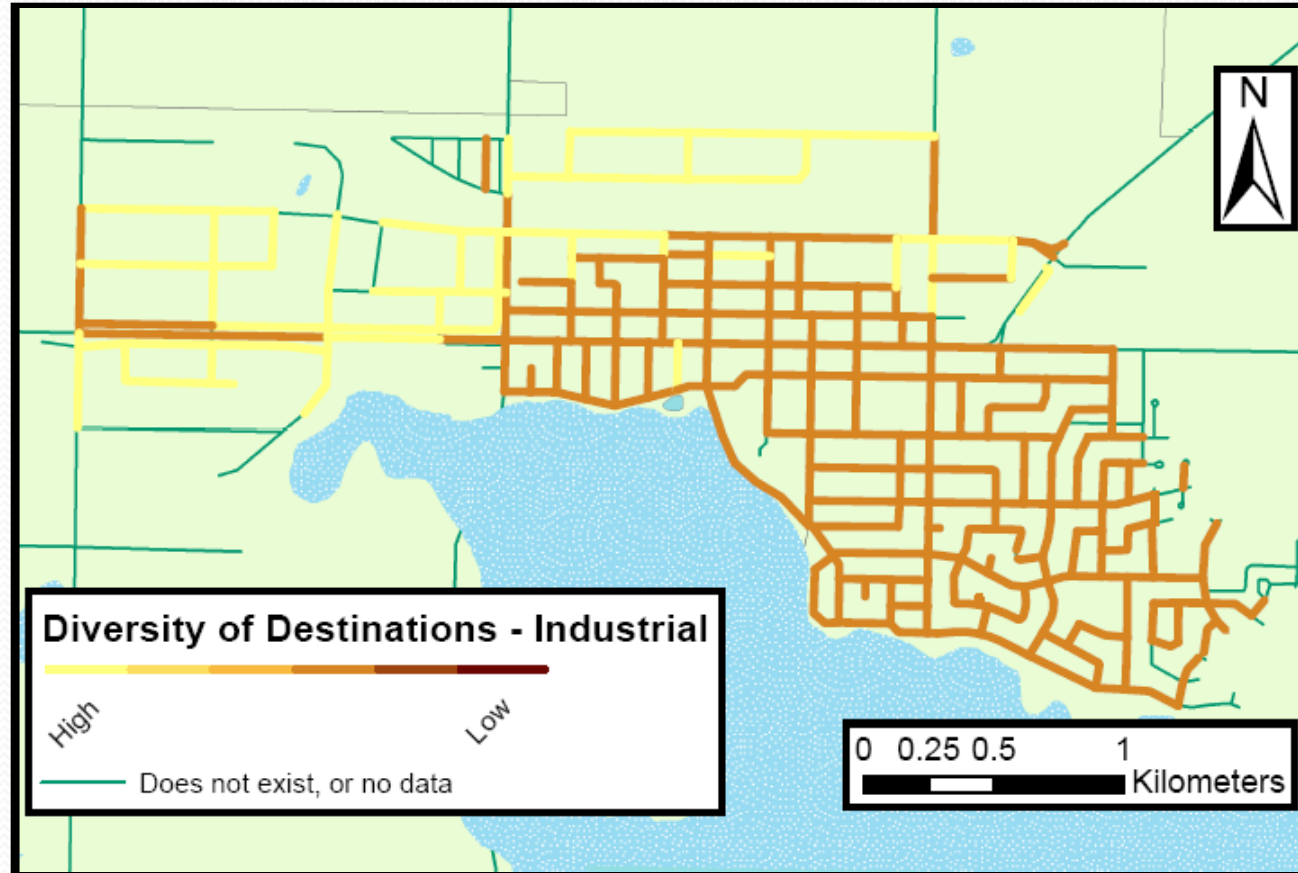 N
Diversity of Destinations - Industrial
High
Low
Does not exist, or no data
0 0.25 0.5 1
Kilometers